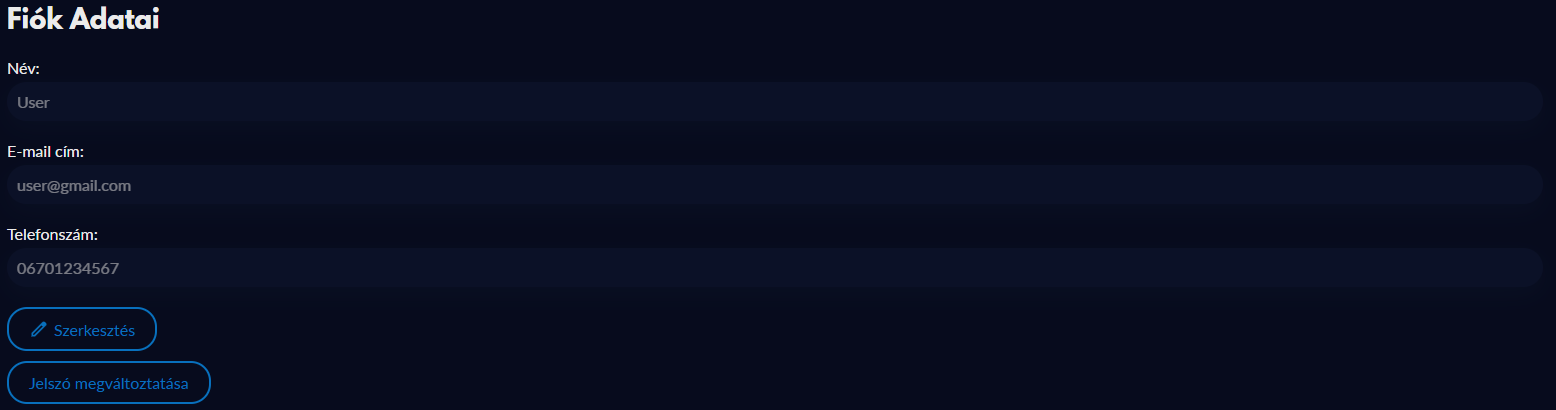 Fiók Adatai
Név:
User
E-mail cím:
user@gmail.com
Telefonszám:
06701234567
Szerkesztés
Jelszó megváltoztatása